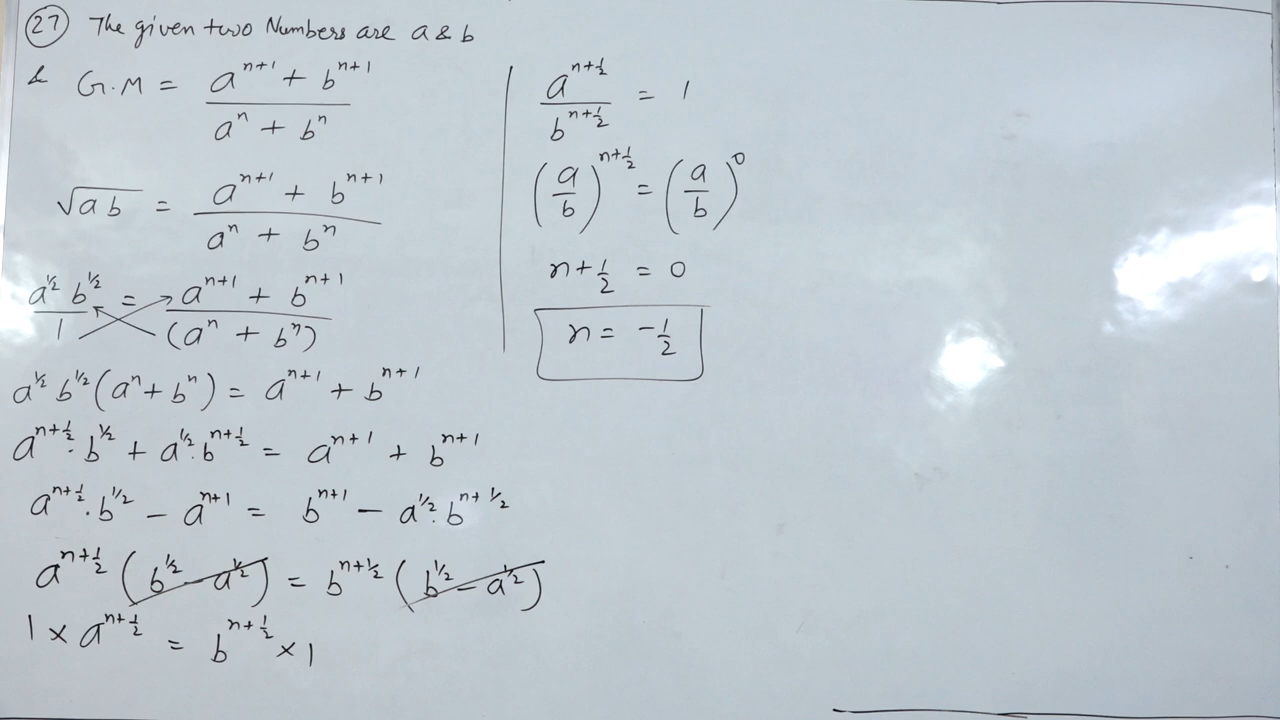 (27) The given two Numbers are a & b
& G.M = (a^(n+1) + b^(n+1)) / (a^n + b^n)
√ab = (a^(n+1) + b^(n+1)) / (a^n + b^n)
(a^(1/2) b^(1/2)) / 1 = (a^(n+1) + b^(n+1)) / (a^n + b^n)
a^(1/2) b^(1/2) (a^n + b^n) = a^(n+1) + b^(n+1)
a^(n+1/2) · b^(1/2) + a^(1/2) · b^(n+1/2) = a^(n+1) + b^(n+1)
a^(n+1/2) · b^(1/2) − a^(n+1) = b^(n+1) − a^(1/2) · b^(n+1/2)
a^(n+1/2) (b^(1/2) − a^(1/2)) = b^(n+1/2) (b^(1/2) − a^(1/2))
1 × a^(n+1/2) = b^(n+1/2) × 1
a^(n+1/2) / b^(n+1/2) = 1
(a/b)^(n+1/2) = (a/b)^0
n + 1/2 = 0
n = −1/2